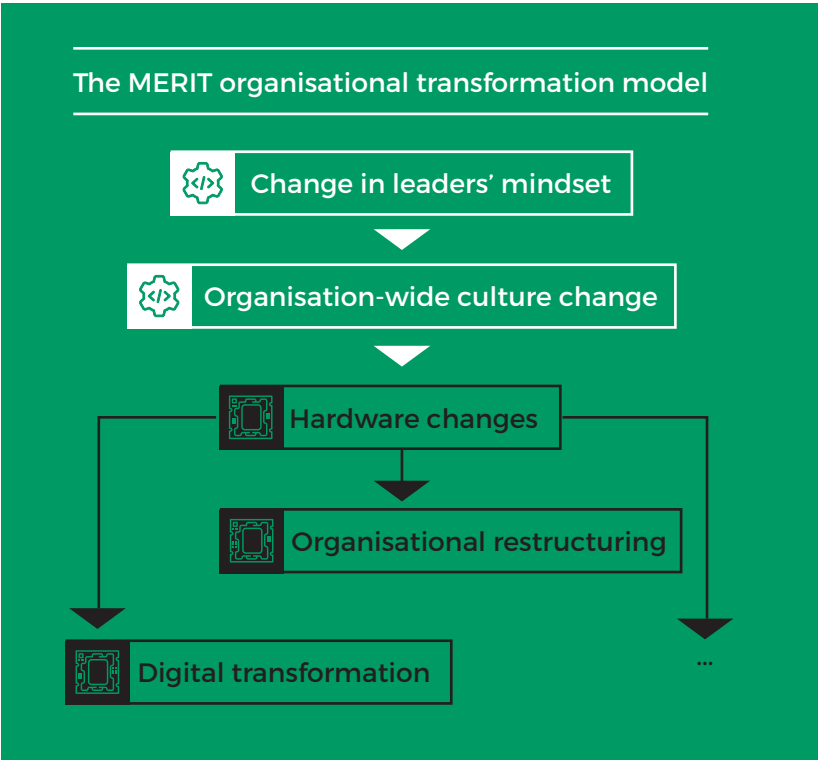 The MERIT organisational transformation model
</> Change in leaders’ mindset
</> Organisation-wide culture change
Hardware changes
Organisational restructuring
Digital transformation
...